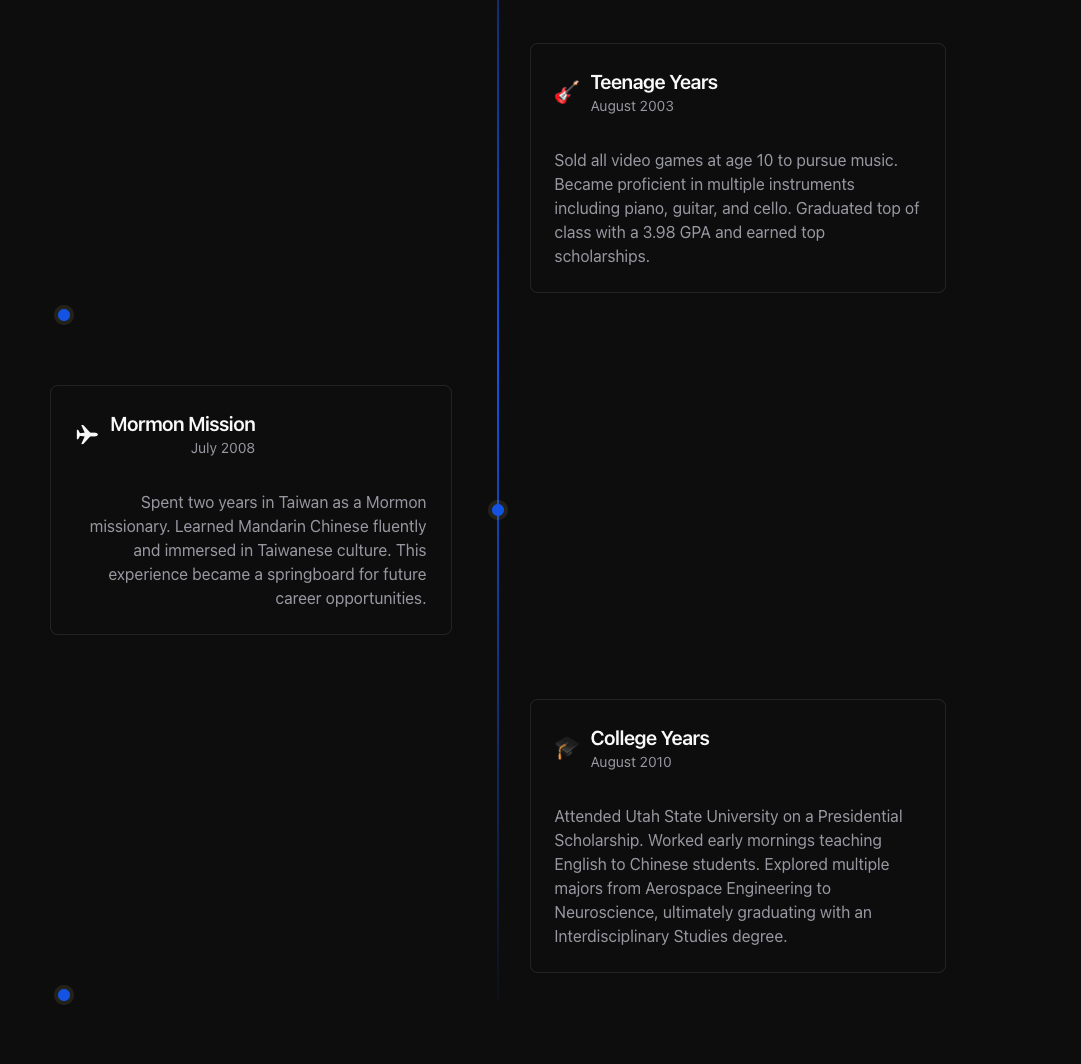 Teenage Years
August 2003
Sold all video games at age 10 to pursue music.
Became proficient in multiple instruments
including piano, guitar, and cello. Graduated top of
class with a 3.98 GPA and earned top
scholarships.
Mormon Mission
July 2008
Spent two years in Taiwan as a Mormon
missionary. Learned Mandarin Chinese fluently
and immersed in Taiwanese culture. This
experience became a springboard for future
career opportunities.
College Years
August 2010
Attended Utah State University on a Presidential
Scholarship. Worked early mornings teaching
English to Chinese students. Explored multiple
majors from Aerospace Engineering to
Neuroscience, ultimately graduating with an
Interdisciplinary Studies degree.